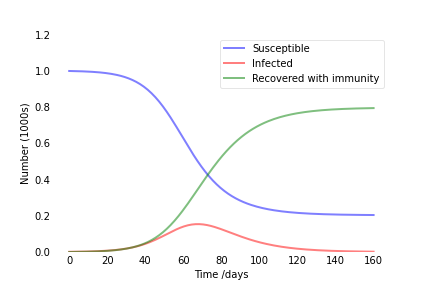 1.2
1.0
0.8
0.6
0.4
0.2
0.0
Number (1000s)
Susceptible
Infected
Recovered with immunity
0 20 40 60 80 100 120 140 160
Time /days